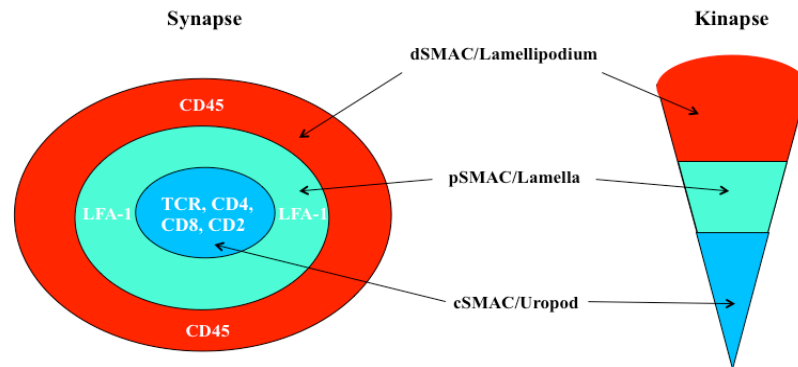 Synapse
Kinapse
dSMAC/Lamellipodium
CD45
pSMAC/Lamella
LFA-1
TCR, CD4,
CD8, CD2
LFA-1
cSMAC/Uropod
CD45